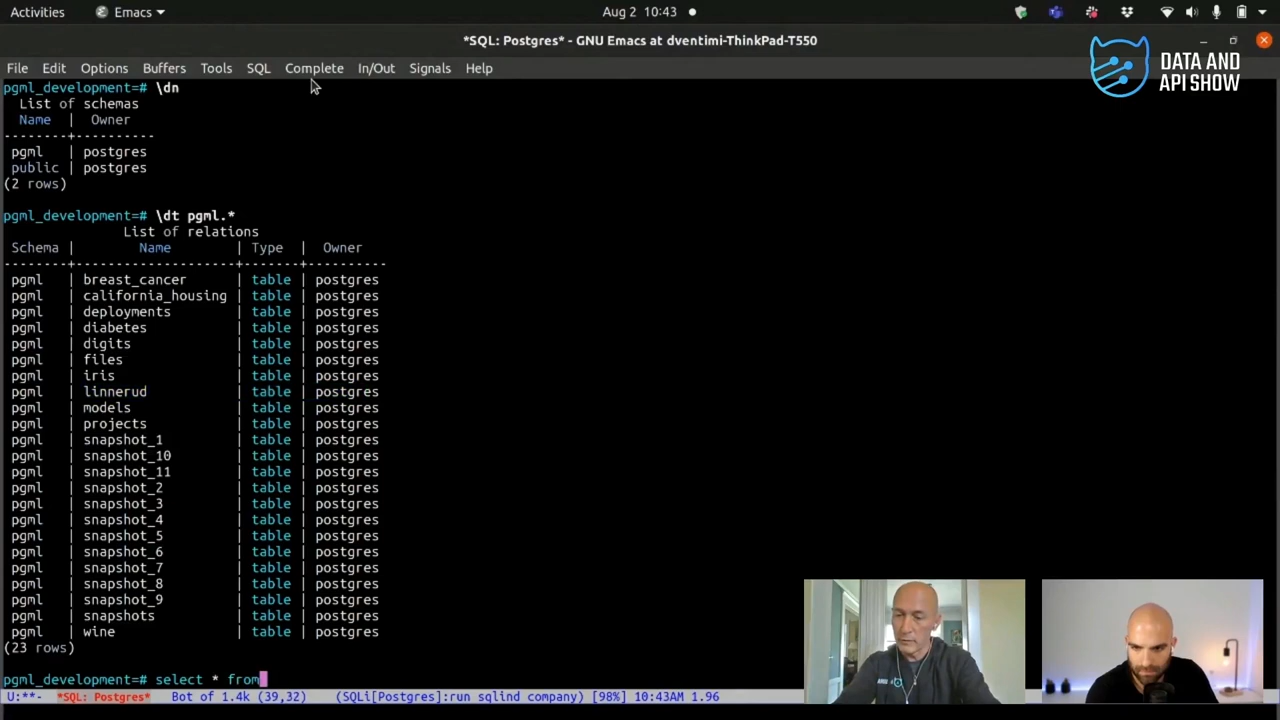 Activities Emacs Aug 2 10:43
*SQL: Postgres* - GNU Emacs at dventimi-ThinkPad-T550
DATA AND
API SHOW
File Edit Options Buffers Tools SQL Complete In/Out Signals Help
pgml_development=# \dn
List of schemas
Name | Owner
--------+----------
pgml | postgres
public | postgres
(2 rows)
pgml_development=# \dt pgml.*
List of relations
Schema | Name | Type | Owner
--------+--------------------+-------+----------
pgml | breast_cancer | table | postgres
pgml | california_housing | table | postgres
pgml | deployments | table | postgres
pgml | diabetes | table | postgres
pgml | digits | table | postgres
pgml | files | table | postgres
pgml | iris | table | postgres
pgml | linnerud | table | postgres
pgml | models | table | postgres
pgml | projects | table | postgres
pgml | snapshot_1 | table | postgres
pgml | snapshot_10 | table | postgres
pgml | snapshot_11 | table | postgres
pgml | snapshot_2 | table | postgres
pgml | snapshot_3 | table | postgres
pgml | snapshot_4 | table | postgres
pgml | snapshot_5 | table | postgres
pgml | snapshot_6 | table | postgres
pgml | snapshot_7 | table | postgres
pgml | snapshot_8 | table | postgres
pgml | snapshot_9 | table | postgres
pgml | snapshots | table | postgres
pgml | wine | table | postgres
(23 rows)
pgml_development=# select * from
U:**- *SQL: Postgres* Bot of 1.4k (39,32) (SQLi[Postgres]:run sqlind company) [98%] 10:43AM 1.96